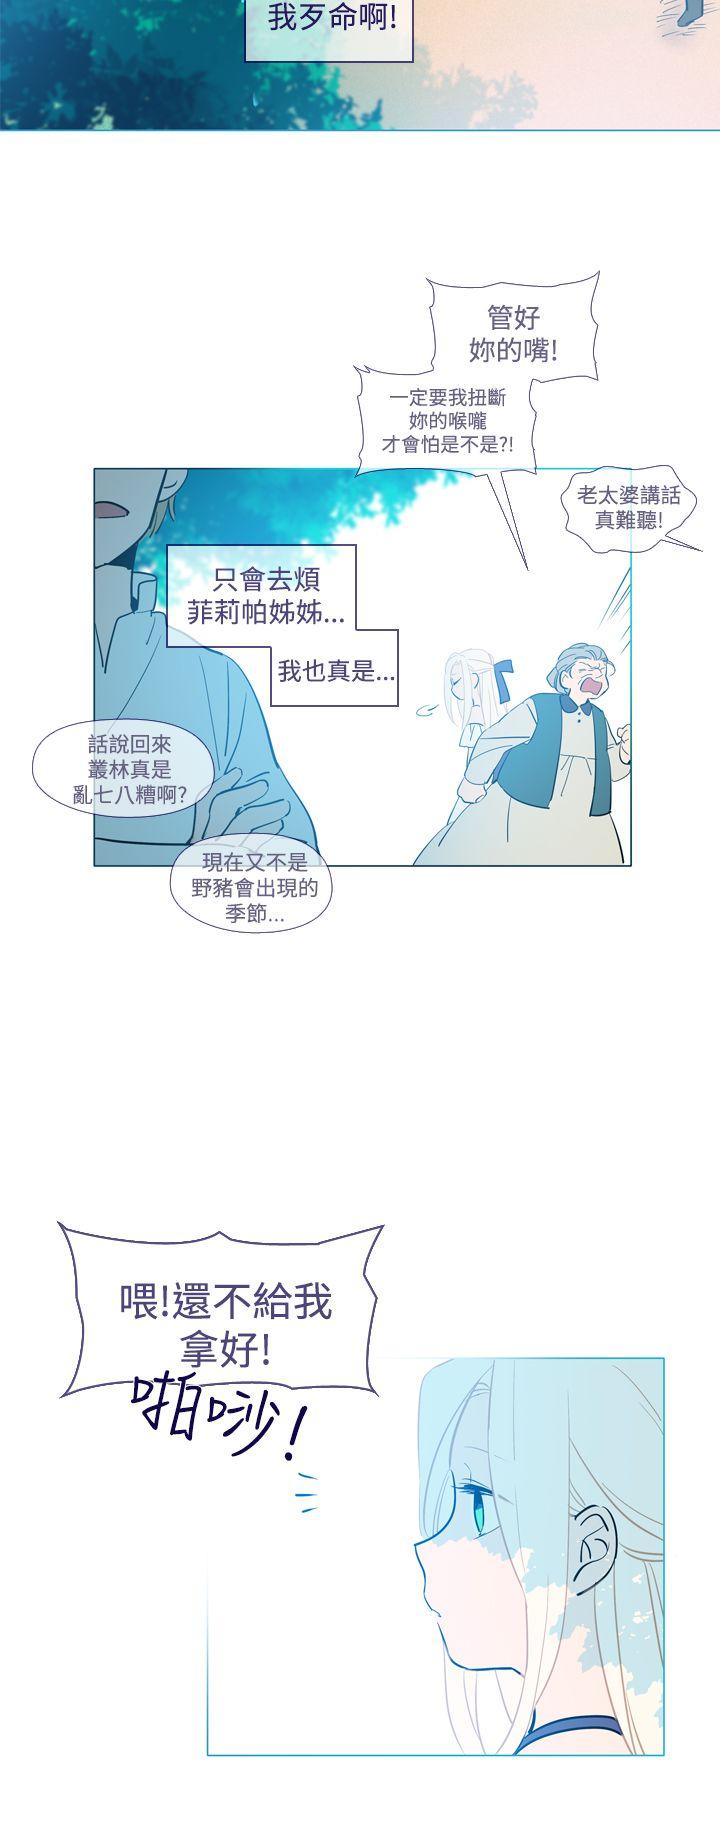 我歹命啊!
管好
妳的嘴!
一定要我扭斷
妳的喉嚨
才會怕是不是?!
老太婆講話
真難聽!
只會去煩
菲莉帕姊姊…
我也真是…
話說回來
叢林真是
亂七八糟啊?
現在又不是
野豬會出現的
季節…
喂!還不給我
拿好!
啪唦!